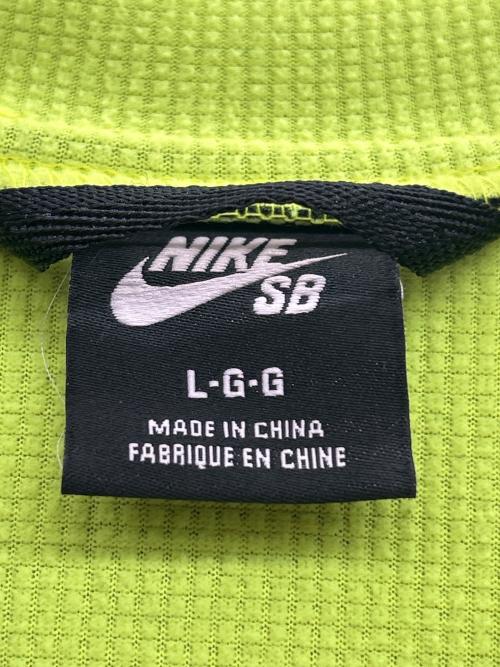 NIKE
SB
L-G-G
MADE IN CHINA
FABRIQUE EN CHINE